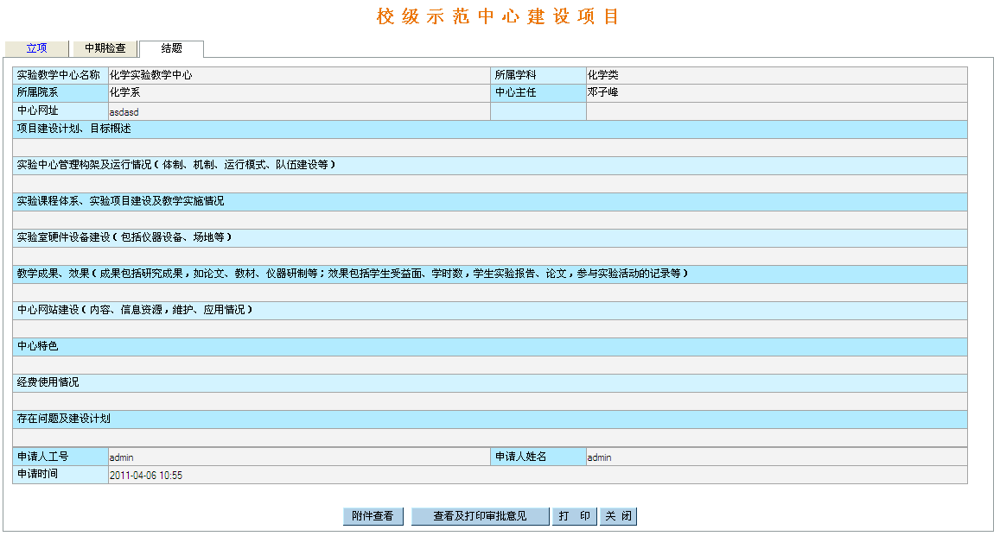 校级示范中心建设项目
立项 中期检查 结题
实验教学中心名称 化学实验教学中心 所属学科 化学类
所属院系 化学系 中心主任 邓子峰
中心网址 asdasd
项目建设计划、目标概述
实验中心管理构架及运行情况(体制、机制、运行模式、队伍建设等)
实验课程体系、实验项目建设及教学实施情况
实验室硬件设备建设(包括仪器设备、场地等)
教学成果、效果(成果包括研究成果,如论文、教材、仪器研制等;效果包括学生受益面、学时数,学生实验报告、论文,参与实验活动的记录等)
中心网站建设(内容、信息资源,维护、应用情况)
中心特色
经费使用情况
存在问题及建设计划
申请人工号 admin 申请人姓名 admin
申请时间 2011-04-06 10:55
附件查看 查看及打印审批意见 打 印 关 闭